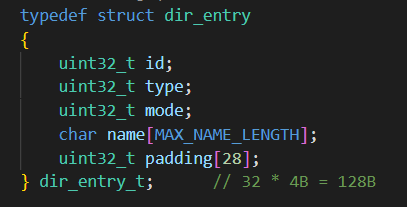 typedef struct dir_entry
{
    uint32_t id;
    uint32_t type;
    uint32_t mode;
    char name[MAX_NAME_LENGTH];
    uint32_t padding[28];
} dir_entry_t;      // 32 * 4B = 128B